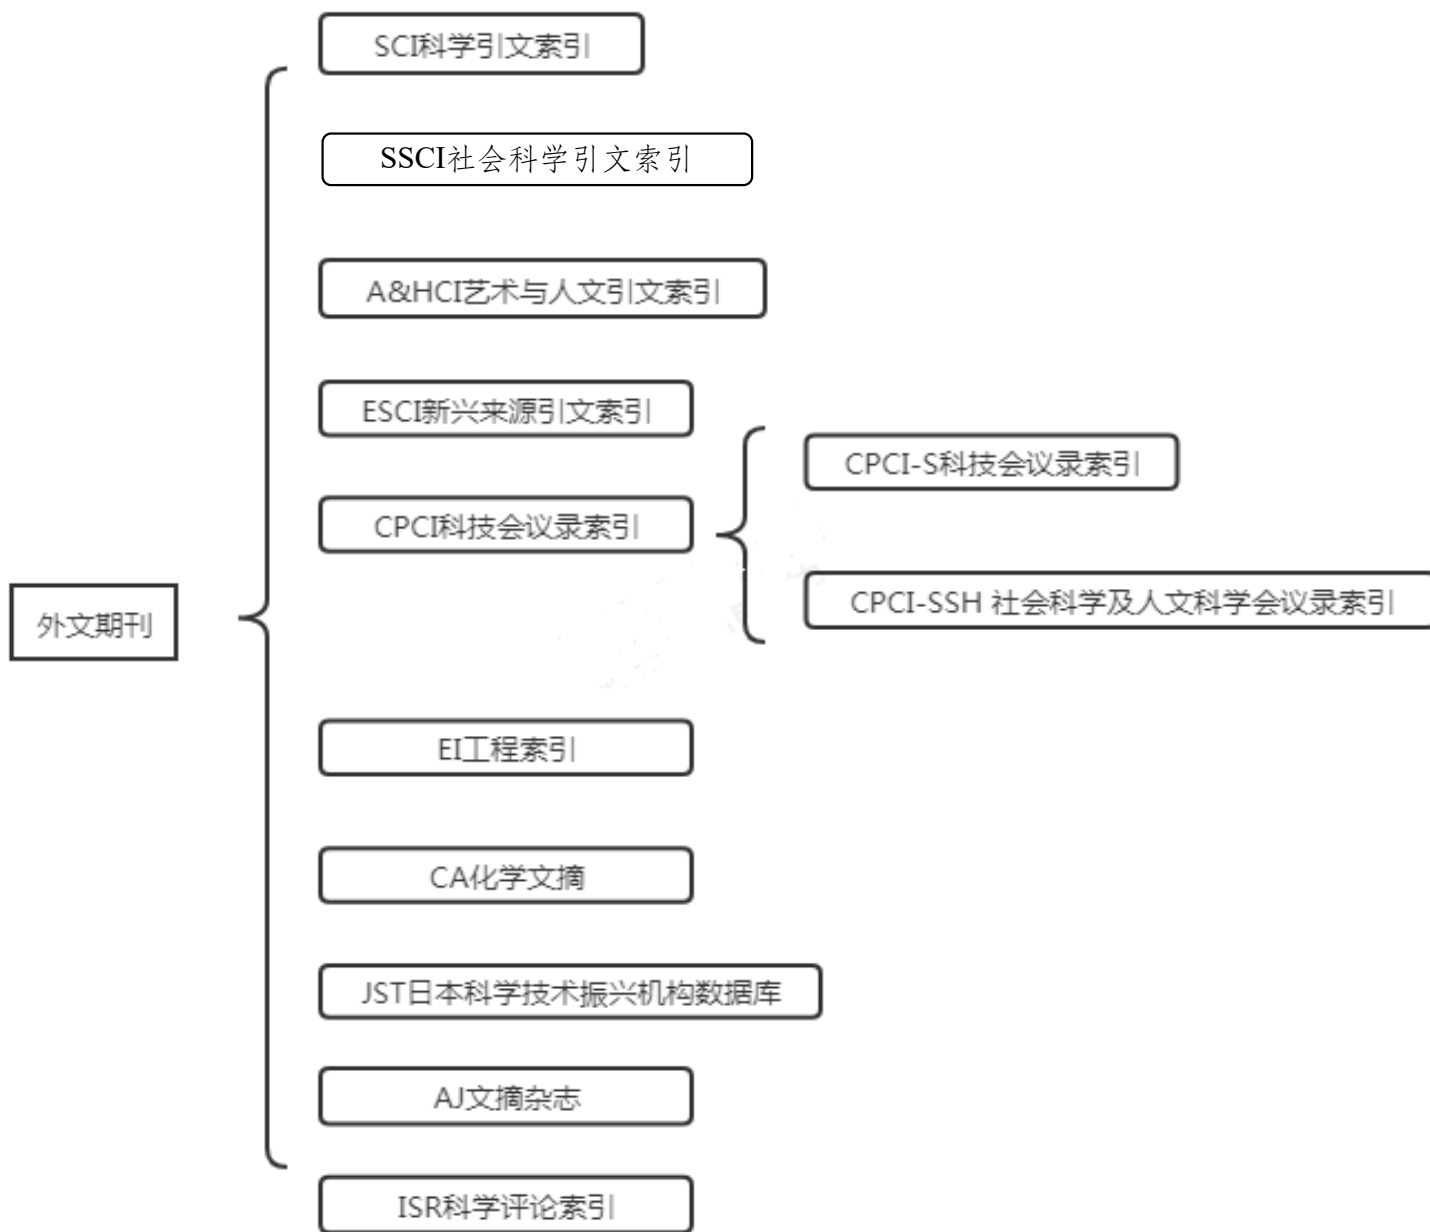 SCI科学引文索引
SSCI社会科学引文索引
A&HCI艺术与人文引文索引
ESCI新兴来源引文索引
CPCI-S科技会议录索引
CPCI科技会议录索引
CPCI-SSH 社会科学及人文科学会议录索引
外文期刊
EI工程索引
CA化学文摘
JST日本科学技术振兴机构数据库
AJ文摘杂志
ISR科学评论索引